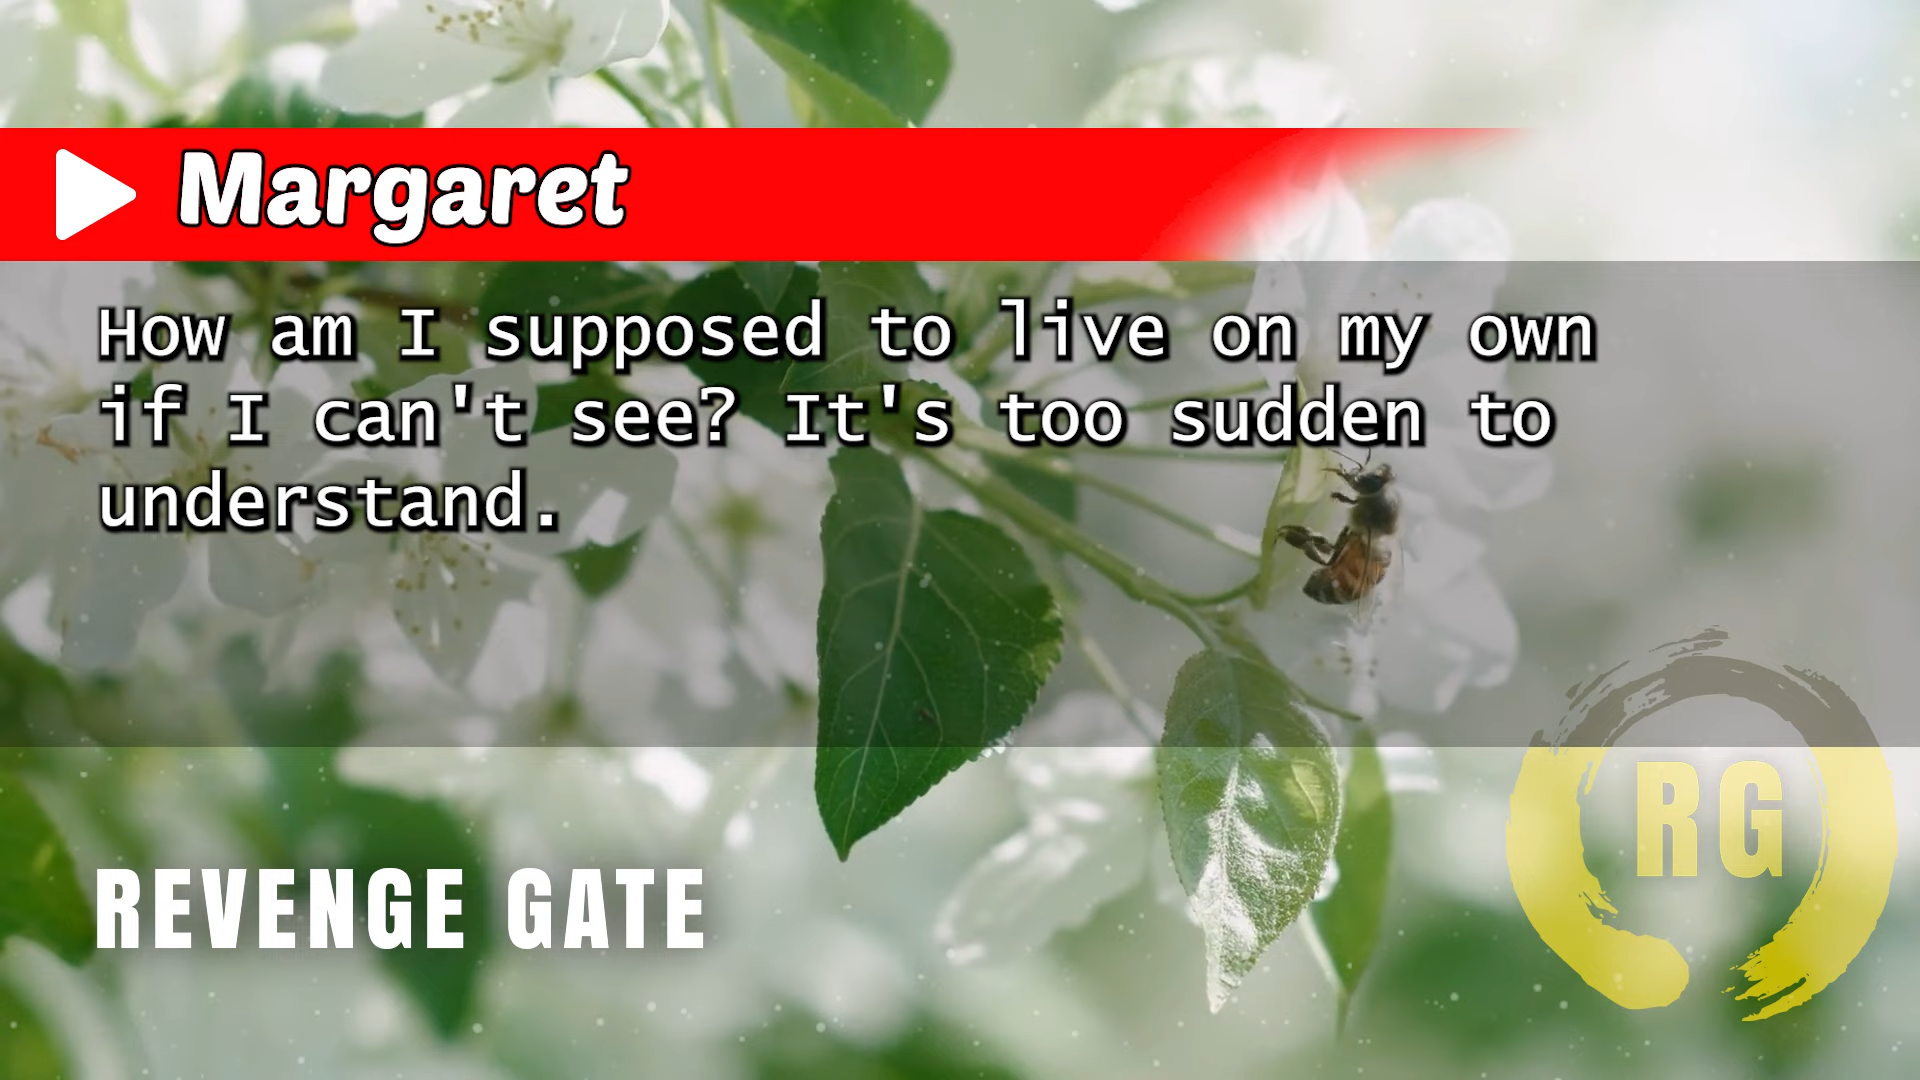 Margaret
How am I supposed to live on my own
if I can't see? It's too sudden to
understand.
REVENGE GATE
RG